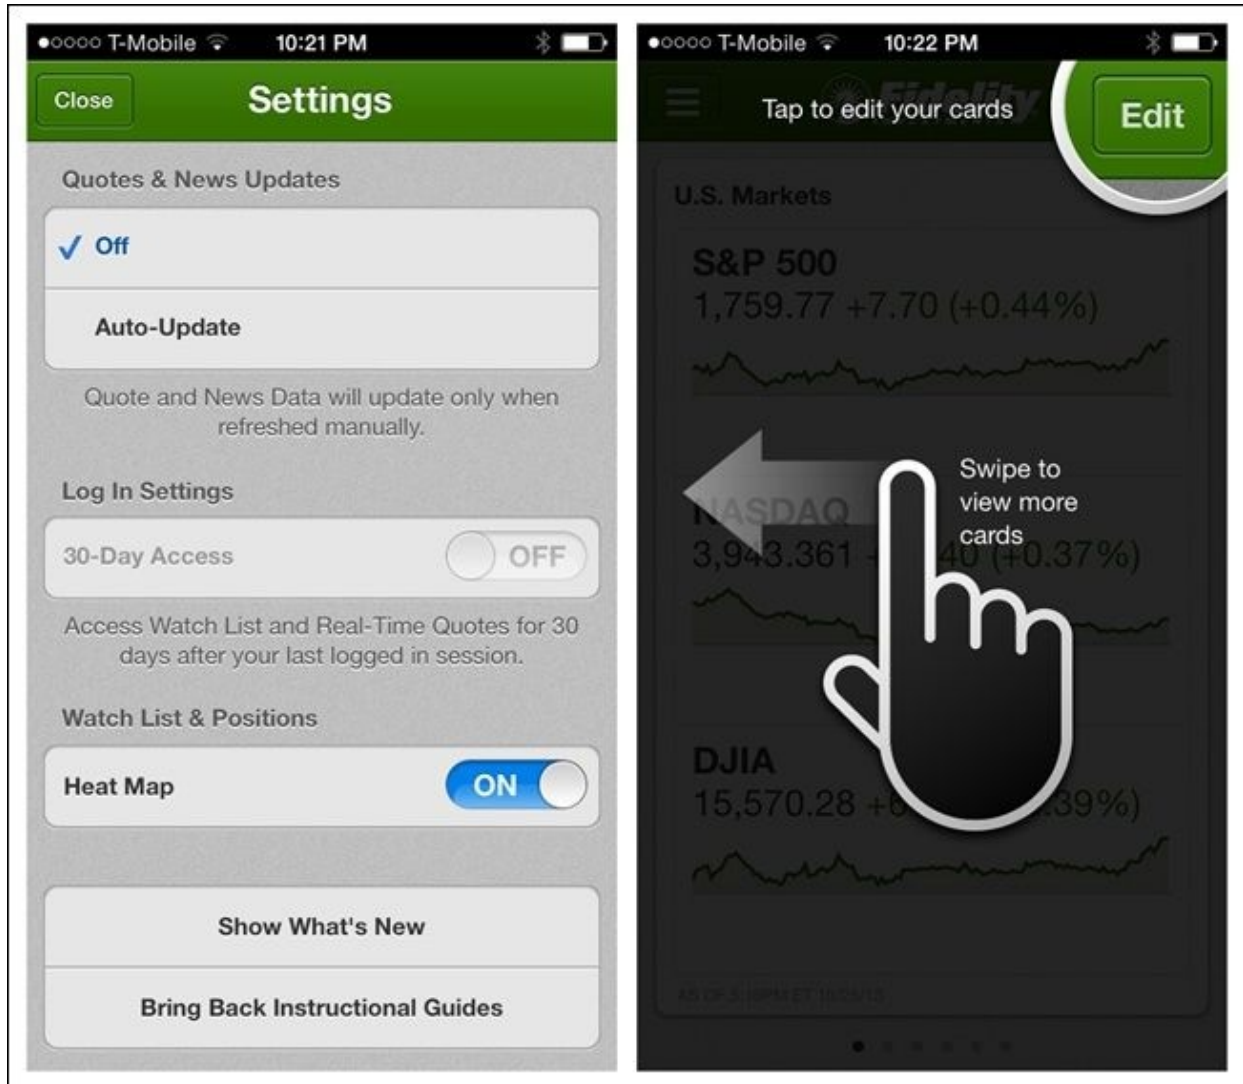 T-Mobile 10:21 PM
Close Settings
Quotes & News Updates
Off
Auto-Update
Quote and News Data will update only when
refreshed manually.
Log In Settings
30-Day Access OFF
Access Watch List and Real-Time Quotes for 30
days after your last logged in session.
Watch List & Positions
Heat Map ON
Show What's New
Bring Back Instructional Guides
T-Mobile 10:22 PM
Fidelity
Tap to edit your cards
Edit
U.S. Markets
S&P 500
1,759.77 +7.70 (+0.44%)
Swipe to
view more
cards
NASDAQ
3,943.361 (+0.37%)
DJIA
15,570.28